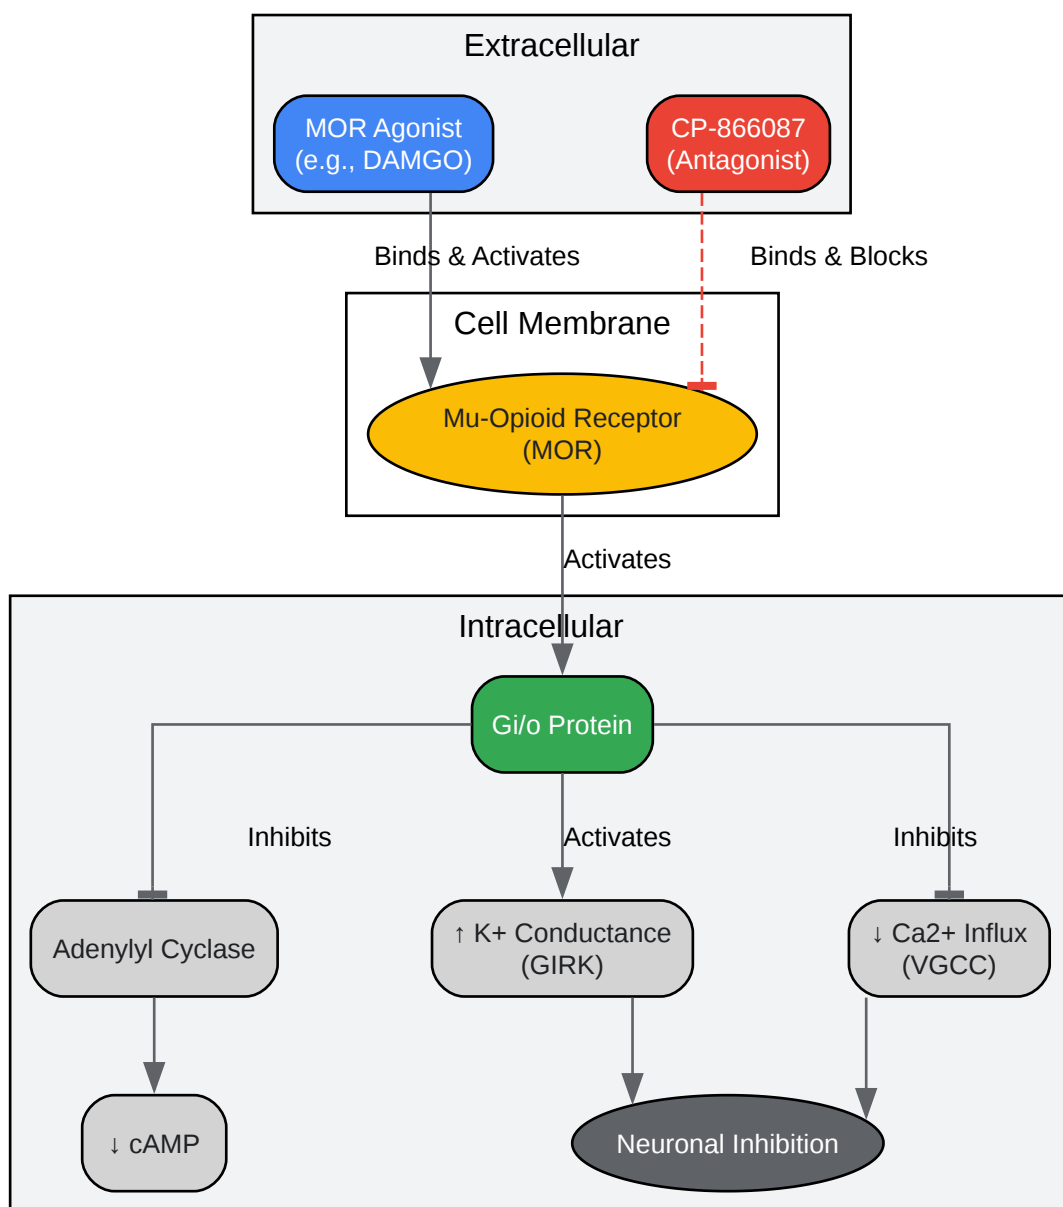 Extracellular
MOR Agonist
(e.g., DAMGO)
CP-866087
(Antagonist)
Binds & Activates
Binds & Blocks
Cell Membrane
Mu-Opioid Receptor
(MOR)
Activates
Intracellular
Gi/o Protein
Inhibits
Activates
Inhibits
Adenylyl Cyclase
↑ K+ Conductance
(GIRK)
↓ Ca2+ Influx
(VGCC)
↓ cAMP
Neuronal Inhibition